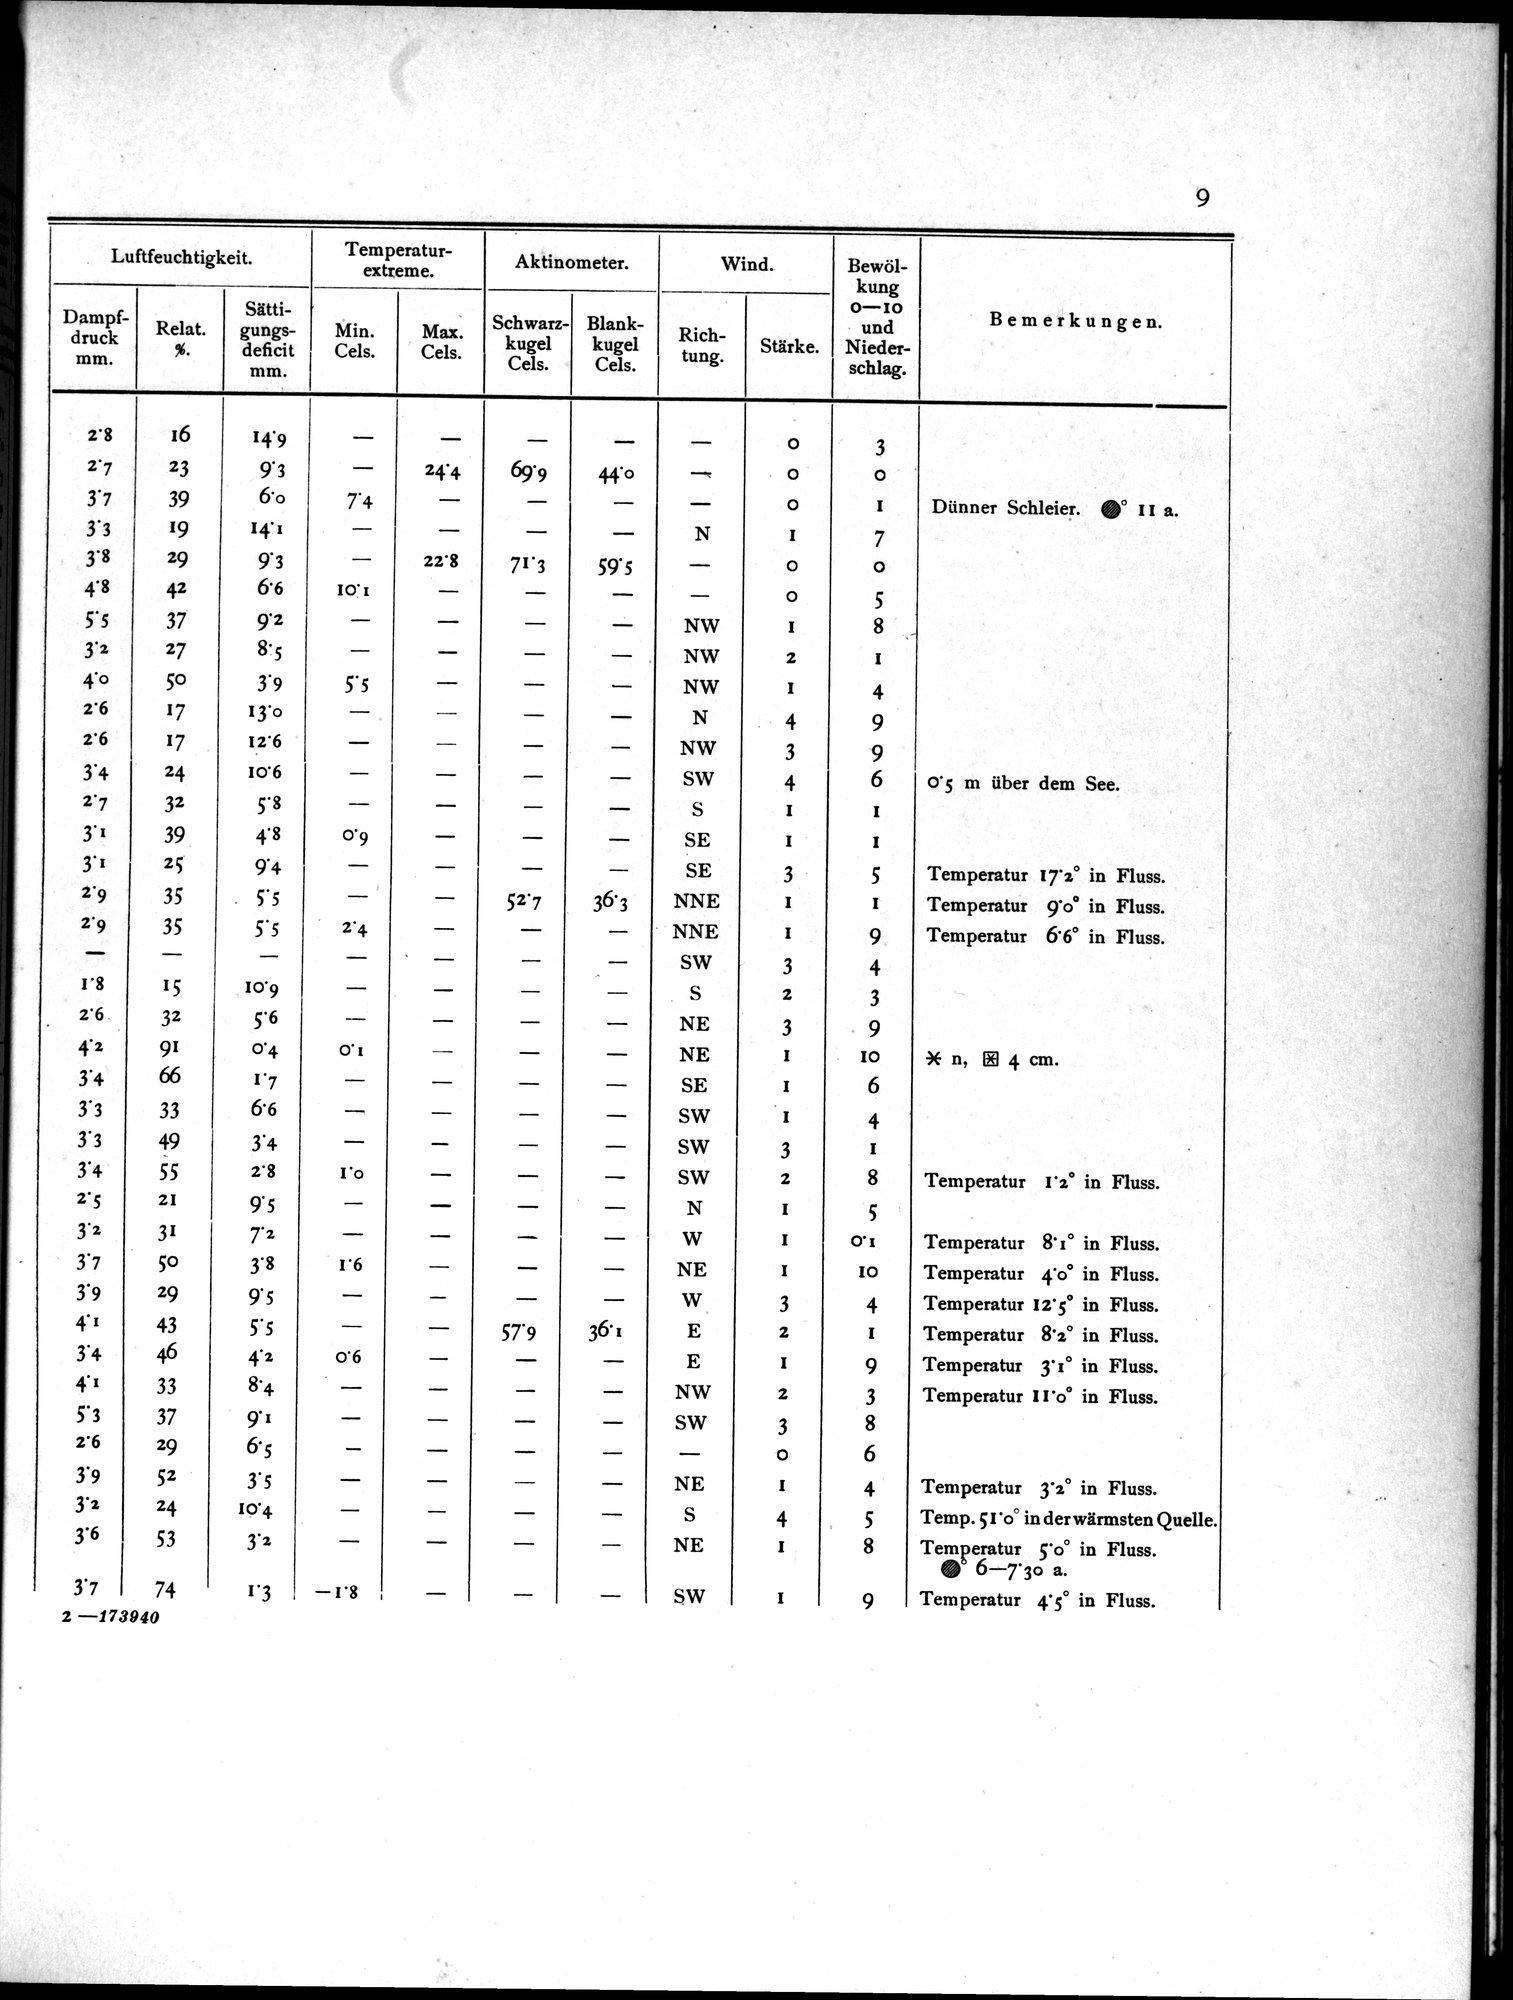 9
Luftfeuchtigkeit. Temperatur-extreme. Aktinometer. Wind. Bewöl-kung 0—10 und Nieder-schlag. Bemerkungen.
Dampf-druck mm. Relat. %. Sätti-gungs-deficit mm. Min. Cels. Max. Cels. Schwarz-kugel Cels. Blank-kugel Cels. Rich-tung. Stärke.
2·8 16 14·9 — — — — — 0 3
2·7 23 9·3 — 24·4 69·9 44·0 — 0 0
3·7 39 6·0 7·4 — — — — 0 1 Dünner Schleier. ° 11 a.
3·3 19 14·1 — — — — N 1 7
3·8 29 9·3 — 22·8 71·3 59·5 — 0 0
4·8 42 6·6 10·1 — — — — 0 5
5·5 37 9·2 — — — — NW 1 8
3·2 27 8·5 — — — — NW 2 1
4·0 50 3·9 5·5 — — — NW 1 4
2·6 17 13·0 — — — — N 4 9
2·6 17 12·6 — — — — NW 3 9
3·4 24 10·6 — — — — SW 4 6 0·5 m über dem See.
2·7 32 5·8 — — — — S 1 1
3·1 39 4·8 0·9 — — — SE 1 1
3·1 25 9·4 — — — — SE 3 5 Temperatur 17·2° in Fluss.
2·9 35 5·5 — — 52·7 36·3 NNE 1 1 Temperatur 9·0° in Fluss.
2·9 35 5·5 2·4 — — — NNE 1 9 Temperatur 6·6° in Fluss.
— — — — — — — SW 3 4
1·8 15 10·9 — — — — S 2 3
2·6 32 5·6 — — — — NE 3 9
4·2 91 0·4 0·1 — — — NE 1 10 ✶ n, ⊠ 4 cm.
3·4 66 1·7 — — — — SE 1 6
3·3 33 6·6 — — — — SW 1 4
3·3 49 3·4 — — — — SW 3 1
3·4 55 2·8 1·0 — — — SW 2 8 Temperatur 1·2° in Fluss.
2·5 21 9·5 — — — — N 1 5
3·2 31 7·2 — — — — W 1 0·1 Temperatur 8·1° in Fluss.
3·7 50 3·8 1·6 — — — NE 1 10 Temperatur 4·0° in Fluss.
3·9 29 9·5 — — — — W 3 4 Temperatur 12·5° in Fluss.
4·1 43 5·5 — — 57·9 36·1 E 2 1 Temperatur 8·2° in Fluss.
3·4 46 4·2 0·6 — — — E 1 9 Temperatur 3·1° in Fluss.
4·1 33 8·4 — — — — NW 2 3 Temperatur 11·0° in Fluss.
5·3 37 9·1 — — — — SW 3 8
2·6 29 6·5 — — — — — 0 6
3·9 52 3·5 — — — — NE 1 4 Temperatur 3·2° in Fluss.
3·2 24 10·4 — — — — S 4 5 Temp. 51·0° in der wärmsten Quelle.
3·6 53 3·2 — — — — NE 1 8 Temperatur 5·0° in Fluss.
° 6—7·30 a.
3·7 74 1·3 —1·8 — — — SW 1 9 Temperatur 4·5° in Fluss.
2—173940